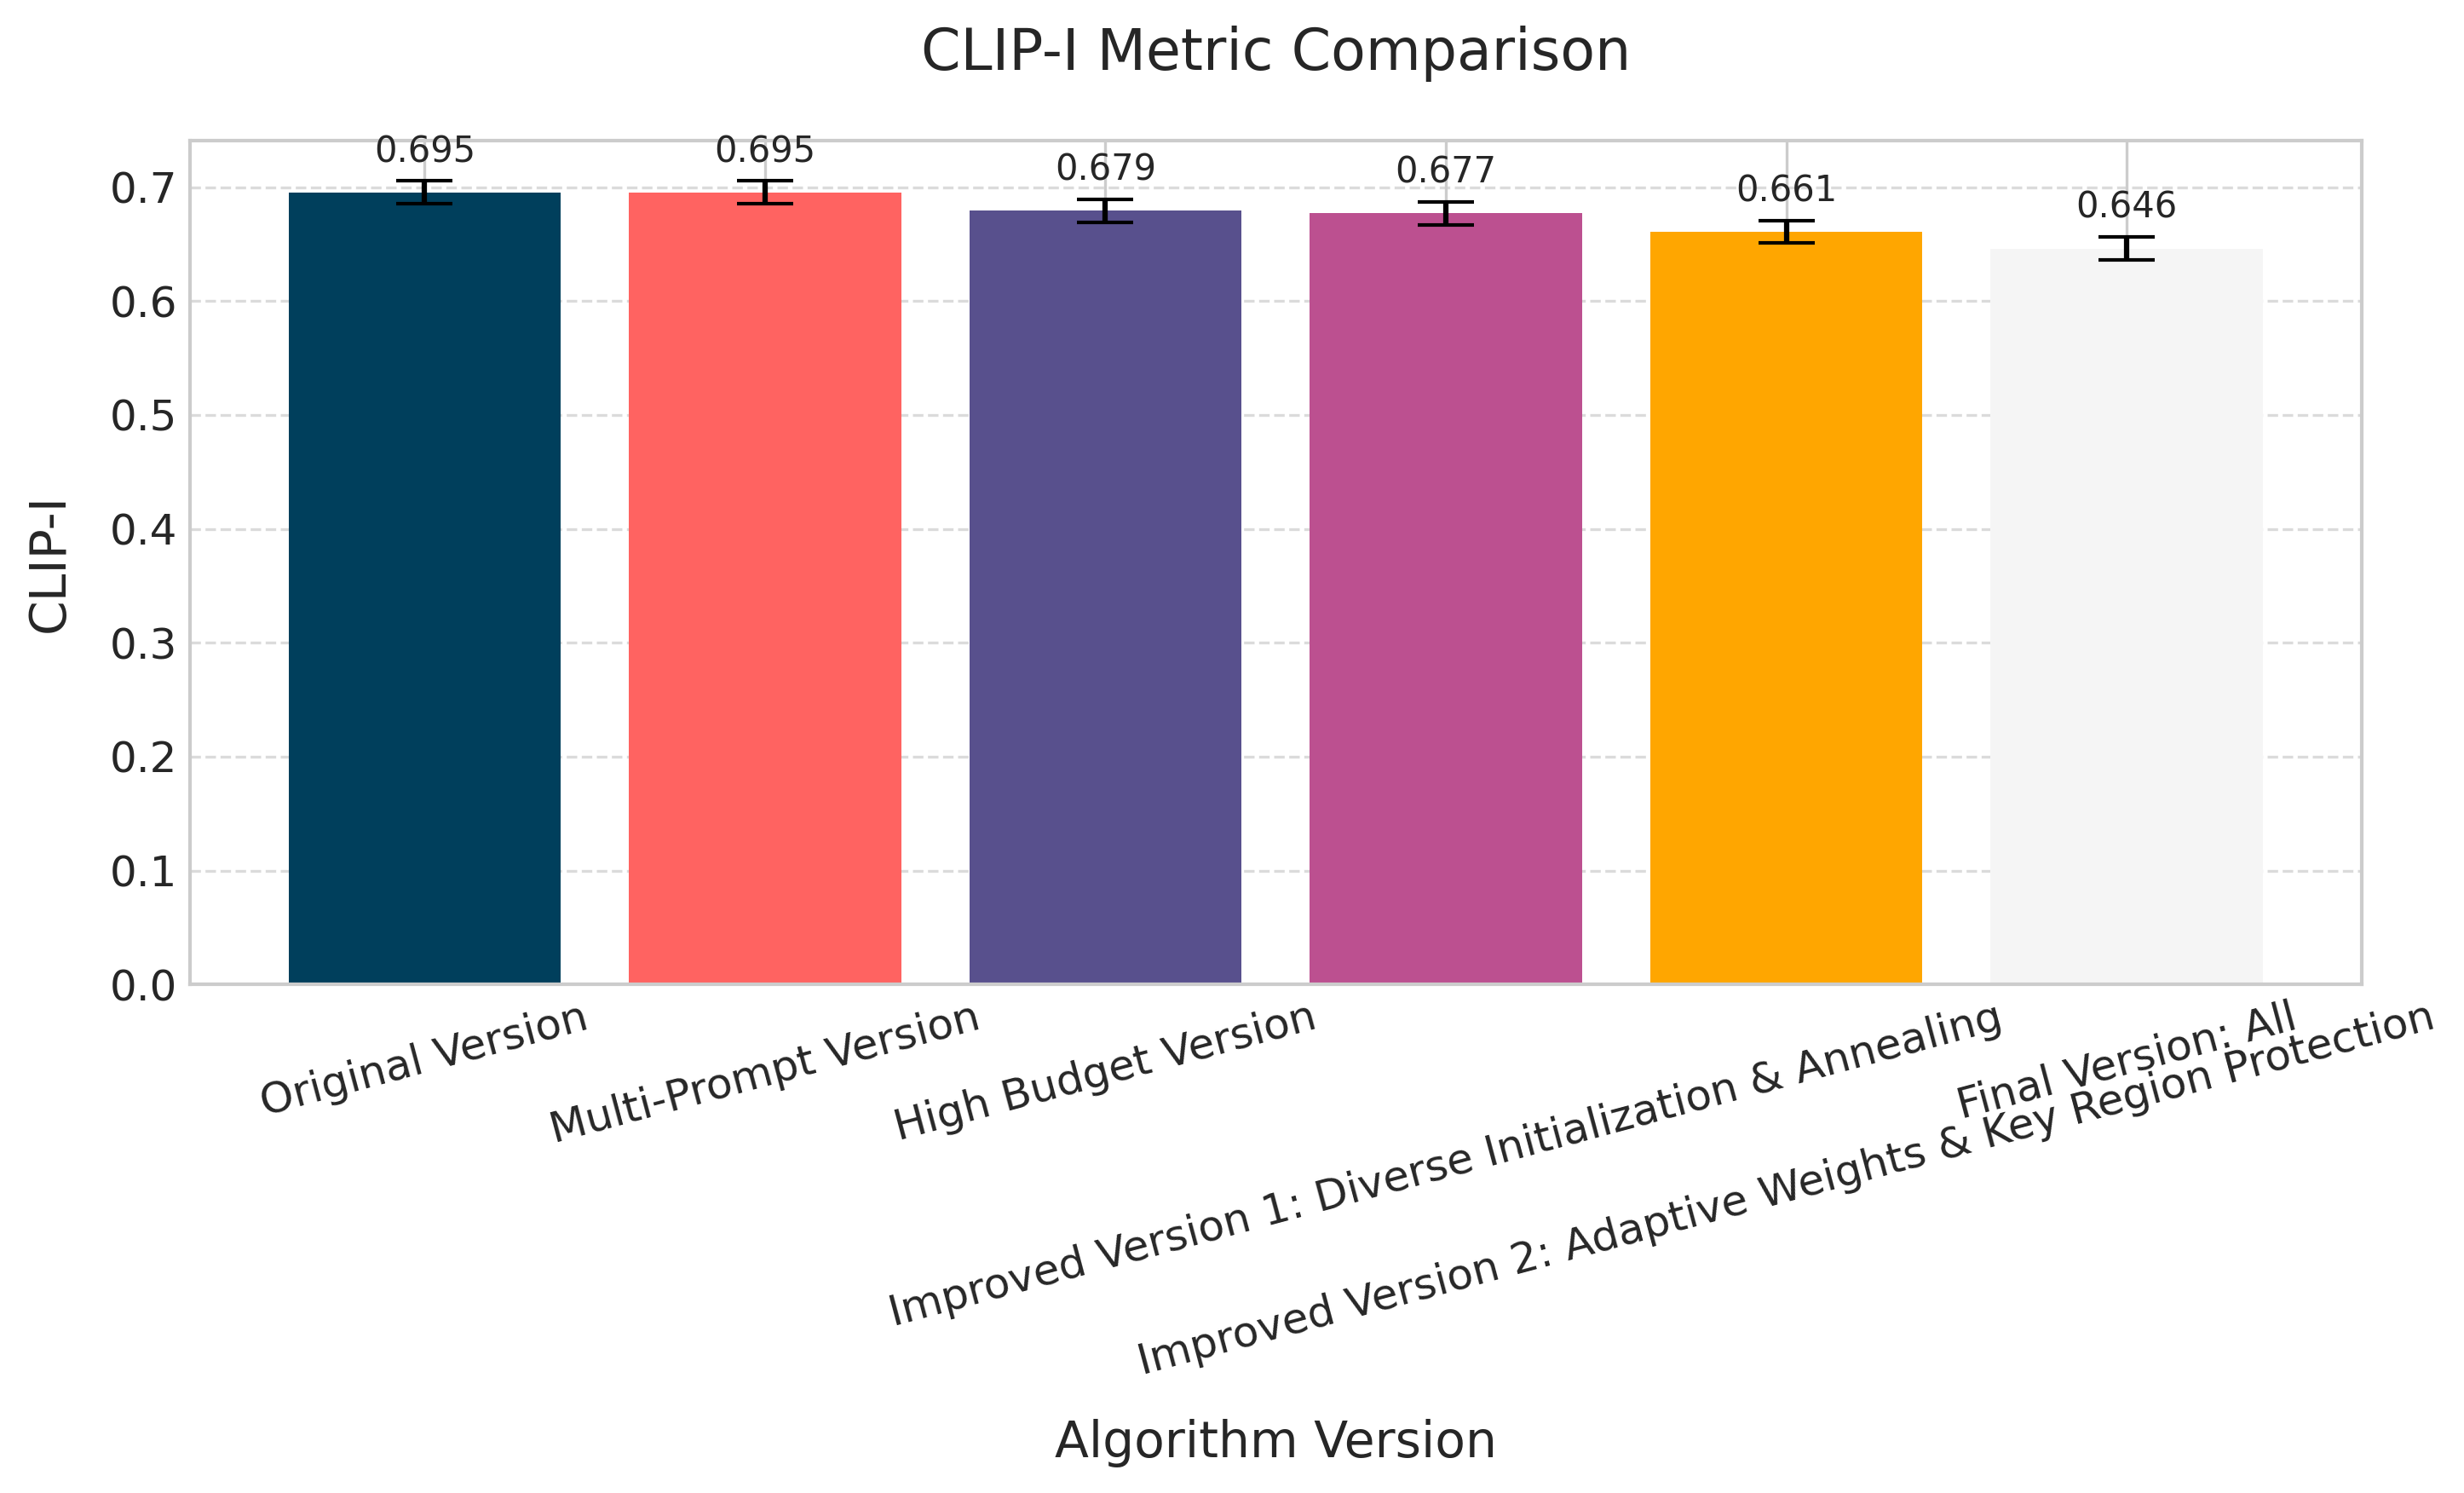 CLIP-I Metric Comparison
0.695
0.695
0.679
0.677
0.661
0.646
0.7
0.6
0.5
0.4
0.3
0.2
0.1
0.0
CLIP-I
Original Version
Multi-Prompt Version
High Budget Version
Improved Version 1: Diverse Initialization & Annealing
Improved Version 2: Adaptive Weights & Key Region Protection
Final Version: All
Algorithm Version